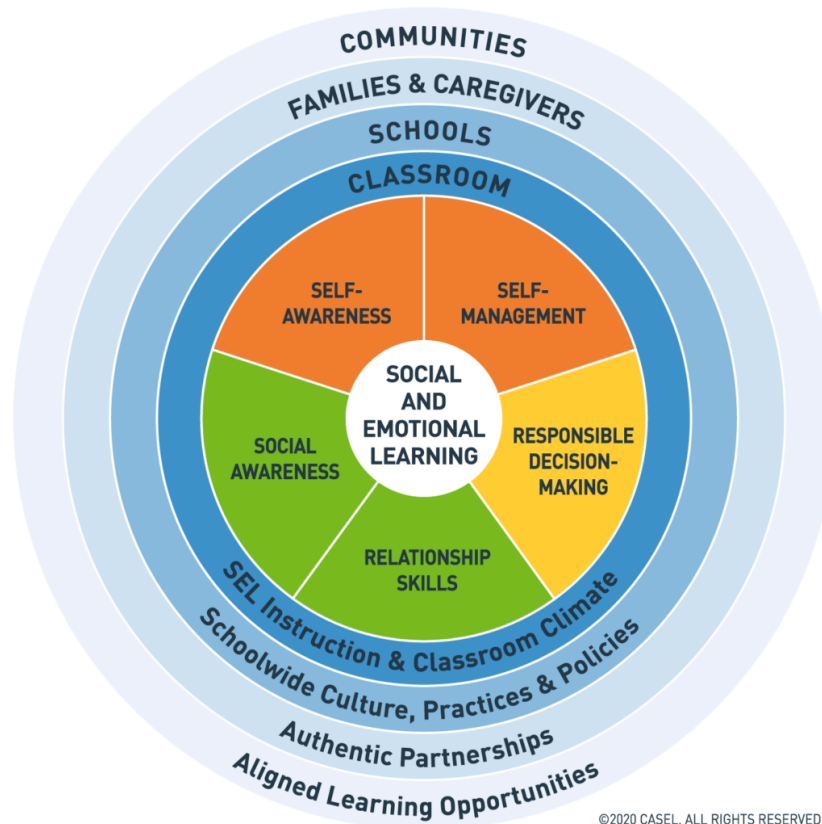 COMMUNITIES
FAMILIES & CAREGIVERS
SCHOOLS
CLASSROOM
SELF-
AWARENESS
SELF-
MANAGEMENT
SOCIAL
AND
EMOTIONAL
LEARNING
SOCIAL
AWARENESS
RESPONSIBLE
DECISION-
MAKING
RELATIONSHIP
SKILLS
SEL Instruction & Classroom Climate
Schoolwide Culture, Practices & Policies
Authentic Partnerships
Aligned Learning Opportunities
©2020 CASEL. ALL RIGHTS RESERVED